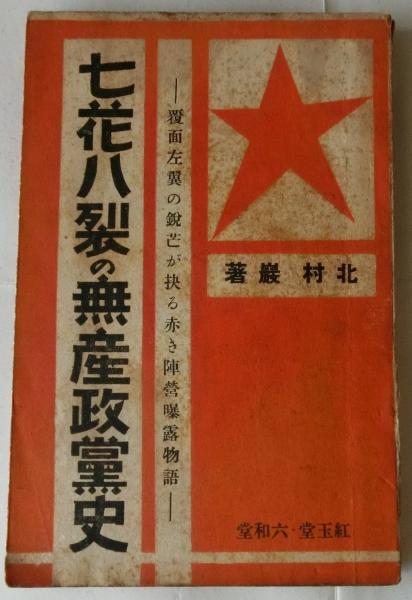 北村 巖 著
―覆面左翼の鋭芒が抉る赤き陣營曝露物語―
七花八裂の無産政黨史
紅玉堂・六和堂